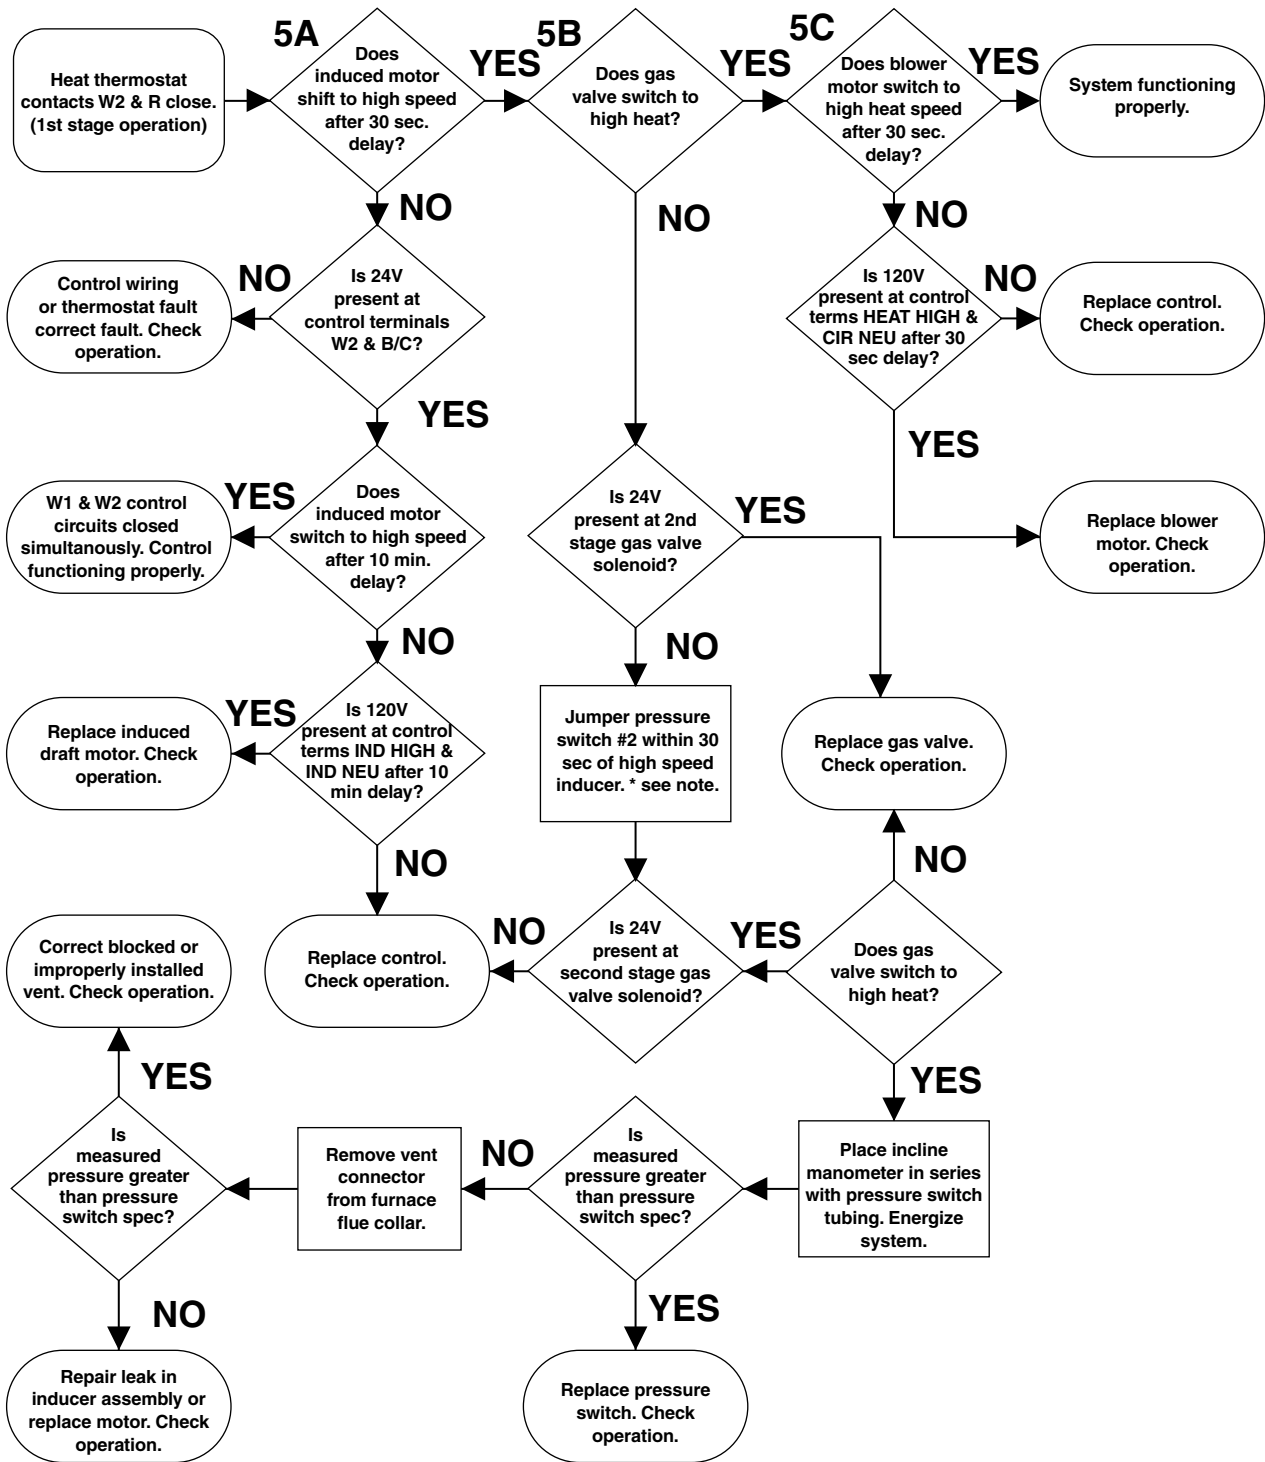 5A
5B
5C
Heat thermostat
contacts W2 & R close.
(1st stage operation)
Does
induced motor
shift to high speed
after 30 sec.
delay?
YES
Does gas
valve switch to
high heat?
YES
Does blower
motor switch to
high heat speed
after 30 sec.
delay?
YES
System functioning
properly.
NO
NO
NO
Control wiring
or thermostat fault
correct fault. Check
operation.
NO
Is 24V
present at
control terminals
W2 & B/C?
Is 120V
present at control
terms HEAT HIGH &
CIR NEU after 30
sec delay?
NO
Replace control.
Check operation.
YES
YES
W1 & W2 control
circuits closed
simultanously. Control
functioning properly.
YES
Does
induced motor
switch to high speed
after 10 min.
delay?
Is 24V
present at 2nd
stage gas valve
solenoid?
YES
Replace blower
motor. Check
operation.
NO
NO
Replace induced
draft motor. Check
operation.
YES
Is 120V
present at control
terms IND HIGH &
IND NEU after 10
min delay?
Jumper pressure
switch #2 within 30
sec of high speed
inducer. * see note.
Replace gas valve.
Check operation.
NO
NO
Correct blocked or
improperly installed
vent. Check operation.
Replace control.
Check operation.
NO
Is 24V
present at
second stage gas
valve solenoid?
YES
Does gas
valve switch to
high heat?
YES
YES
Is
measured
pressure greater
than pressure
switch spec?
Remove vent
connector
from furnace
flue collar.
NO
Is
measured
pressure greater
than pressure
switch spec?
Place incline
manometer in series
with pressure switch
tubing. Energize
system.
NO
YES
Repair leak in
inducer assembly or
replace motor. Check
operation.
Replace pressure
switch. Check
operation.